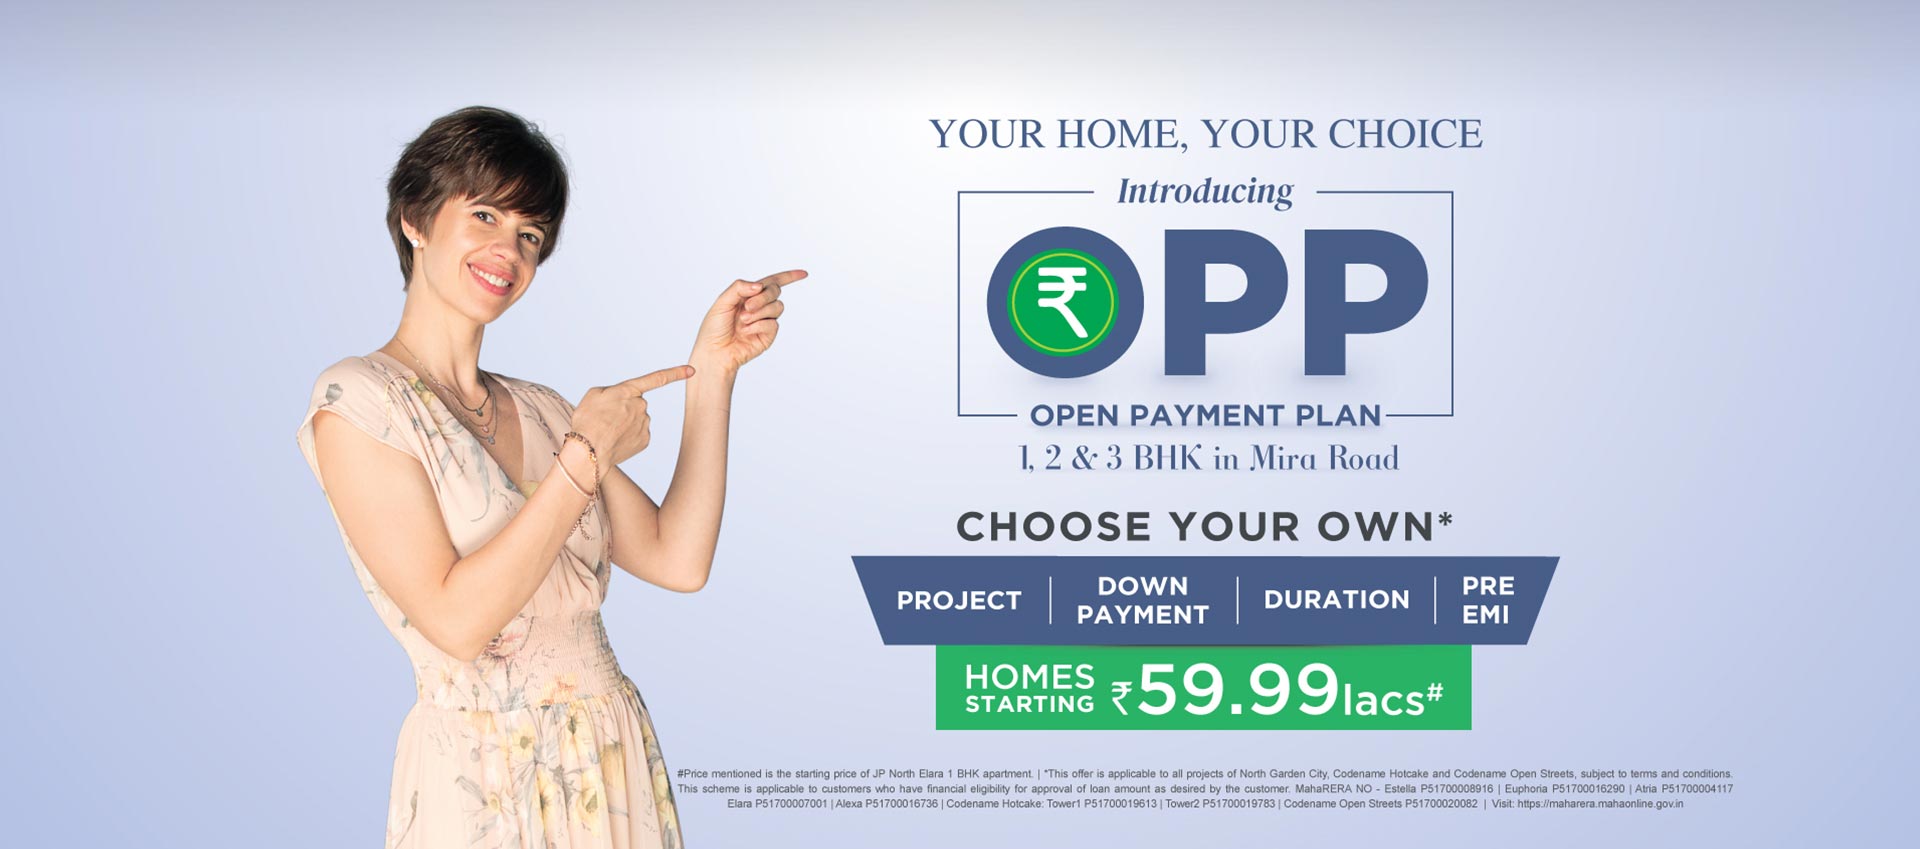 YOUR HOME, YOUR CHOICE
Introducing
OPP
₹
OPEN PAYMENT PLAN
1, 2 & 3 BHK in Mira Road
CHOOSE YOUR OWN*
PROJECT | DOWN PAYMENT | DURATION | PRE EMI
HOMES STARTING ₹59.99lacs#
#Price mentioned is the starting price of JP North Elara 1 BHK apartment. | *This offer is applicable to all projects of North Garden City, Codename Hotcake and Codename Open Streets, subject to terms and conditions.
This scheme is applicable to customers who have financial eligibility for approval of loan amount as desired by the customer. MahaRERA NO - Estella P51700008916 | Euphoria P51700016290 | Atria P51700004117
Elara P51700007001 | Alexa P51700016736 | Codename Hotcake: Tower1 P51700019613 | Tower2 P51700019783 | Codename Open Streets P51700020082 | Visit: https://maharera.mahaonline.gov.in